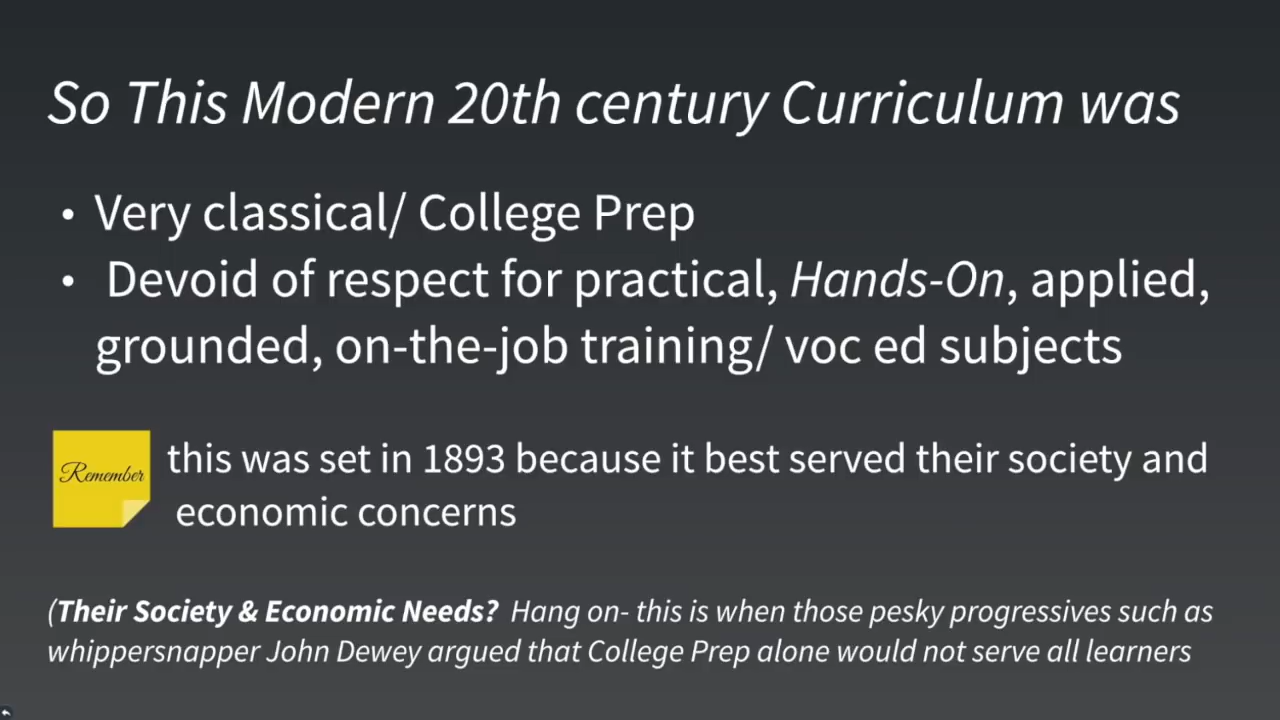 So This Modern 20th century Curriculum was
• Very classical/ College Prep
• Devoid of respect for practical, Hands-On, applied,
grounded, on-the-job training/ voc ed subjects
Remember
this was set in 1893 because it best served their society and
economic concerns
(Their Society & Economic Needs? Hang on- this is when those pesky progressives such as
whippersnapper John Dewey argued that College Prep alone would not serve all learners